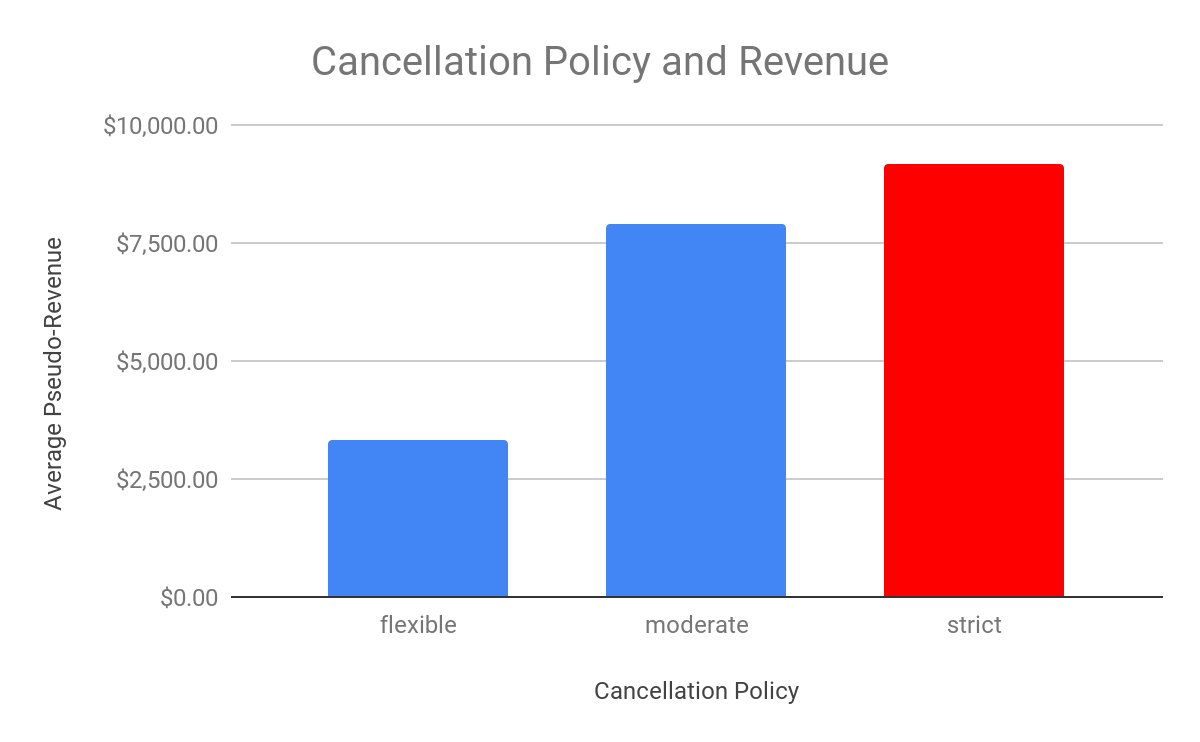 Cancellation Policy and Revenue
$10,000.00
$7,500.00
$5,000.00
$2,500.00
$0.00
Average Pseudo-Revenue
flexible
moderate
strict
Cancellation Policy